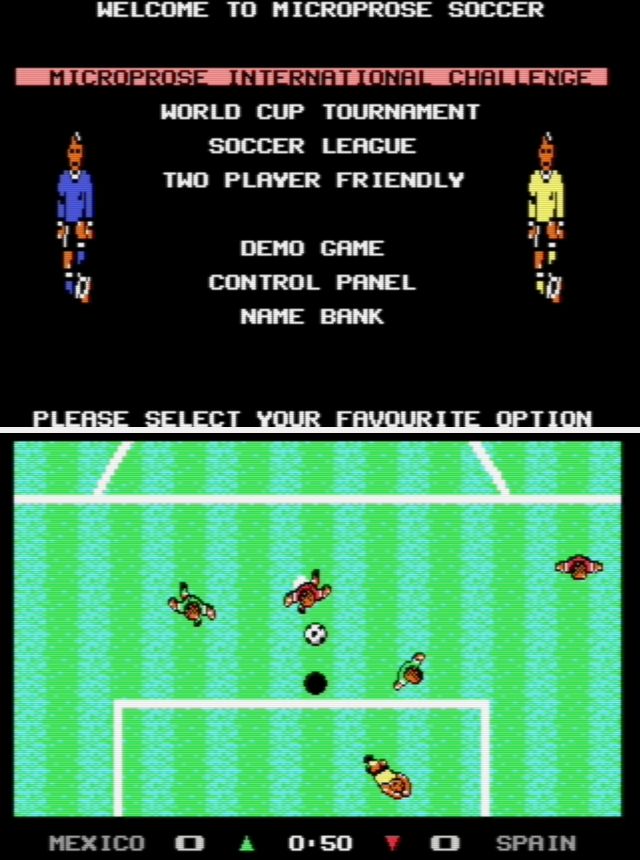 WELCOME TO MICROPROSE SOCCER
MICROPROSE INTERNATIONAL CHALLENGE
WORLD CUP TOURNAMENT
SOCCER LEAGUE
TWO PLAYER FRIENDLY
DEMO GAME
CONTROL PANEL
NAME BANK
PLEASE SELECT YOUR FAVOURITE OPTION
MEXICO 0 0:50 0 SPAIN